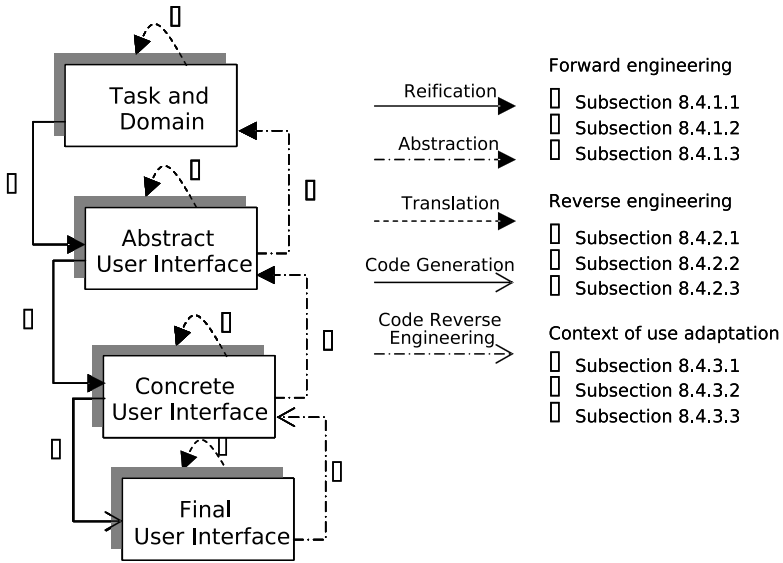 Task and
Domain
Abstract
User Interface
Concrete
User Interface
Final
User Interface
Reification
Abstraction
Translation
Code Generation
Code Reverse
Engineering
Forward engineering
Subsection 8.4.1.1
Subsection 8.4.1.2
Subsection 8.4.1.3
Reverse engineering
Subsection 8.4.2.1
Subsection 8.4.2.2
Subsection 8.4.2.3
Context of use adaptation
Subsection 8.4.3.1
Subsection 8.4.3.2
Subsection 8.4.3.3